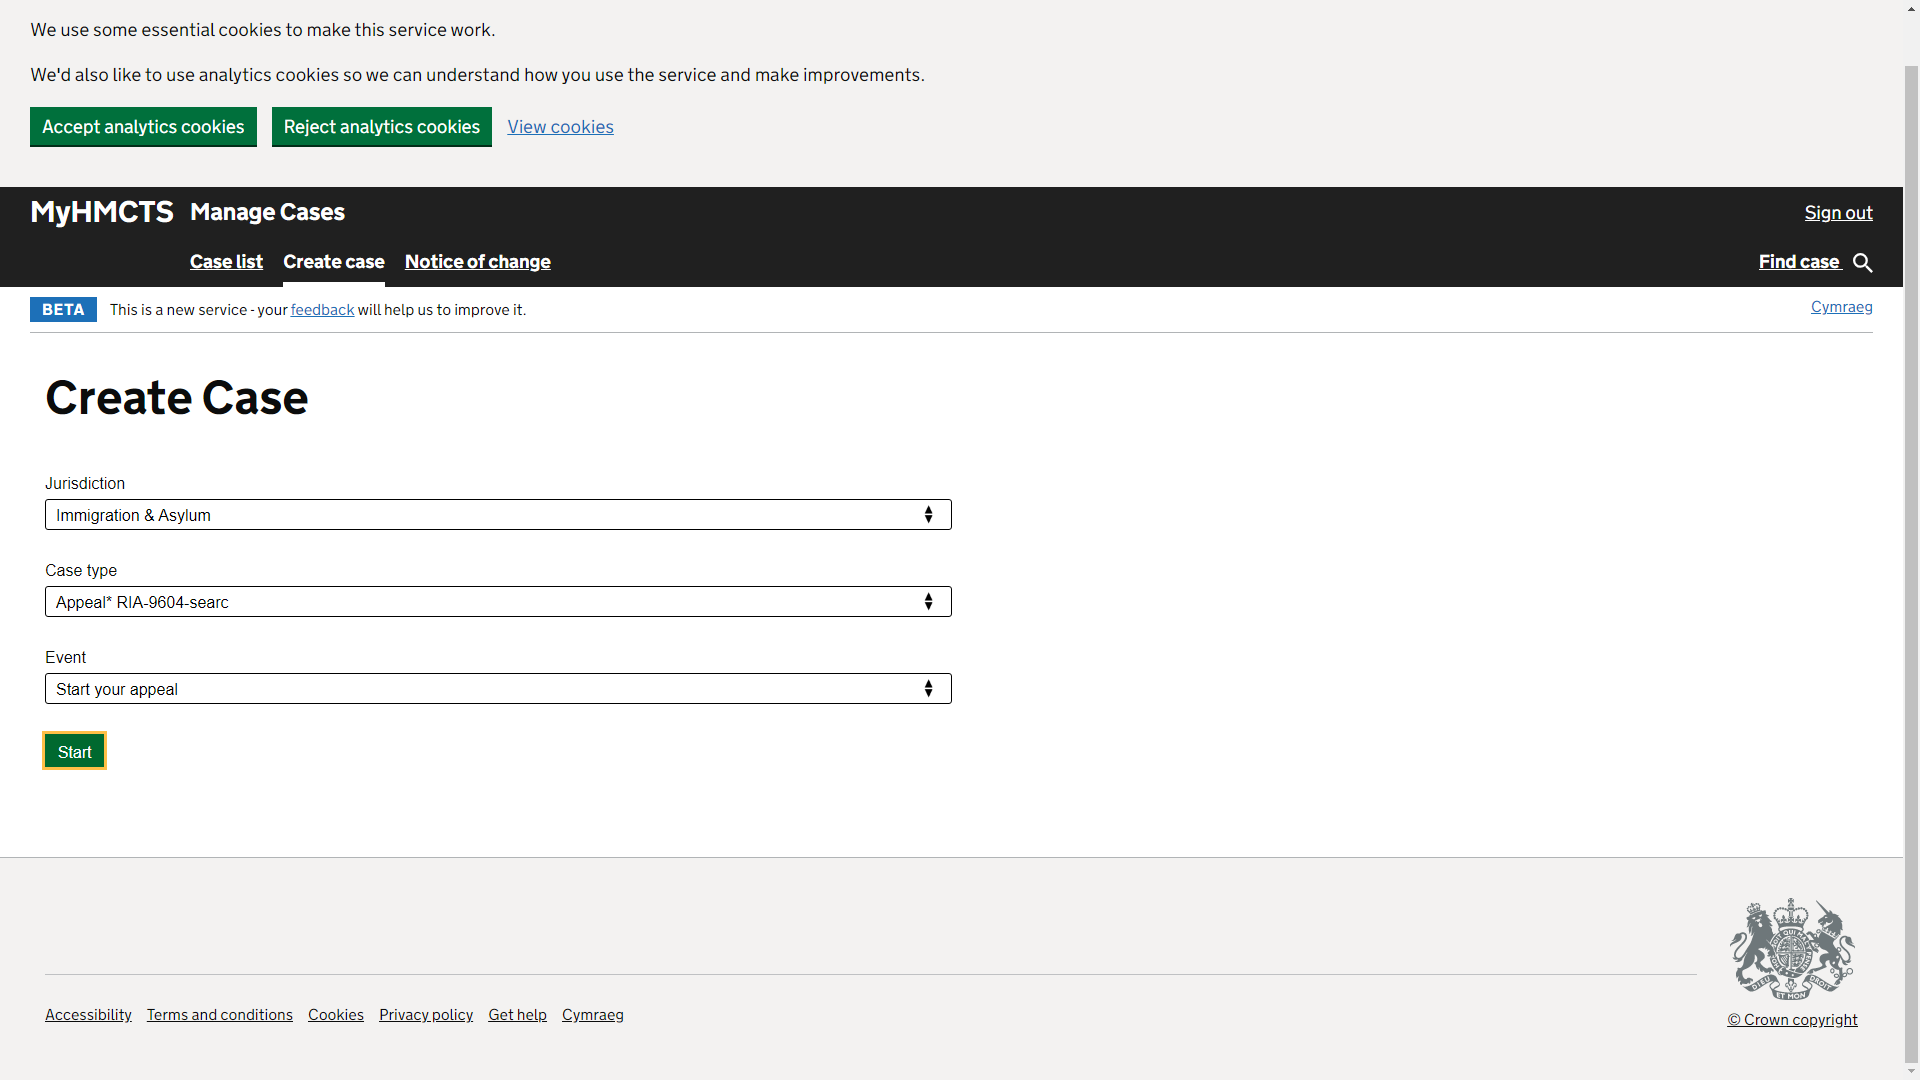 We use some essential cookies to make this service work.
We'd also like to use analytics cookies so we can understand how you use the service and make improvements.
Accept analytics cookies Reject analytics cookies View cookies
MyHMCTS Manage Cases Sign out
Case list Create case Notice of change Find case
BETA This is a new service - your feedback will help us to improve it. Cymraeg
Create Case
Jurisdiction
Immigration & Asylum
Case type
Appeal* RIA-9604-searc
Event
Start your appeal
Start
Accessibility Terms and conditions Cookies Privacy policy Get help Cymraeg
© Crown copyright